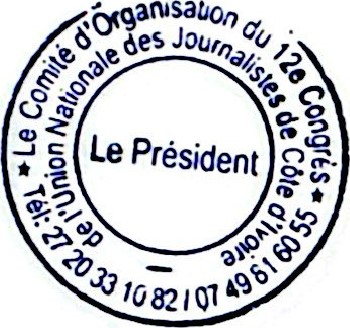 ★ Le Comité d'Organisation du 12e Congrès ★
de l'Union Nationale des Journalistes de Côte d'Ivoire
Le Président
Tél: 27 20 33 10 82 / 07 49 61 60 55